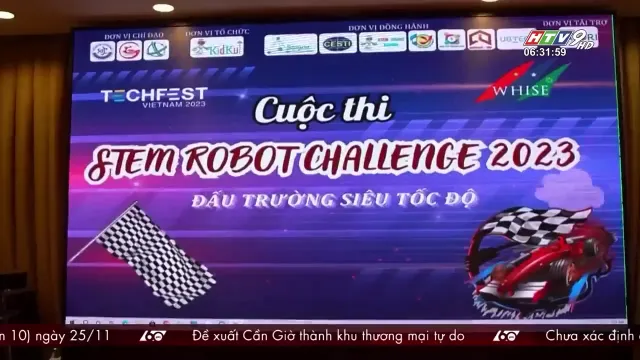 ĐƠN VỊ CHỈ ĐẠO
ĐƠN VỊ TỔ CHỨC
ĐƠN VỊ ĐỒNG HÀNH
ĐƠN VỊ TÀI TRỢ
KidKul
CESTI
HTV9 HD
06:31:59
TECHFEST
VIETNAM 2023
WHISE
Cuộc thi
STEM ROBOT CHALLENGE 2023
ĐẤU TRƯỜNG SIÊU TỐC ĐỘ
10) ngày 25/11
60 Đề xuất Cần Giờ thành khu thương mại tự do
60 Chưa xác định